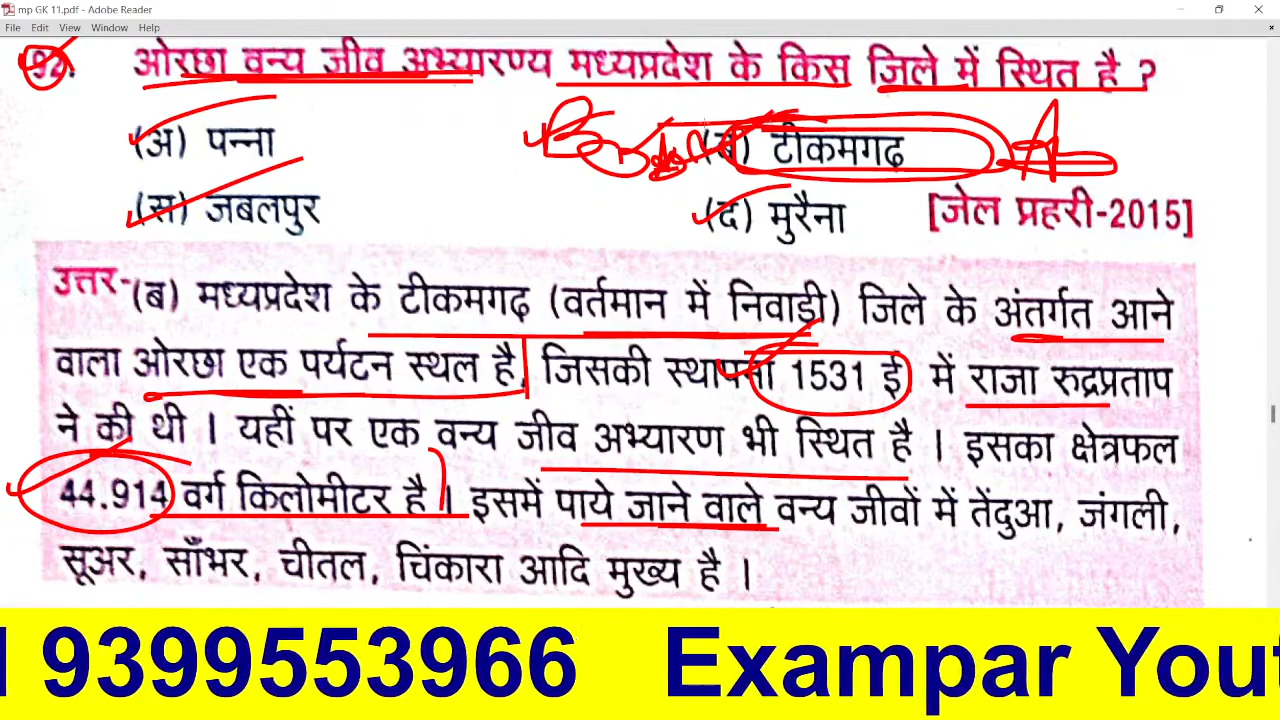 mp GK 11.pdf - Adobe Reader
File Edit View Window Help
92. ओरछा वन्य जीव अभ्यारण्य मध्यप्रदेश के किस जिले में स्थित है ?
(अ) पन्ना (ब) टीकमगढ़
(स) जबलपुर (द) मुरैना [जेल प्रहरी-2015]
उत्तर-(ब) मध्यप्रदेश के टीकमगढ़ (वर्तमान में निवाड़ी) जिले के अंतर्गत आने
वाला ओरछा एक पर्यटन स्थल है, जिसकी स्थापना 1531 ई में राजा रुद्रप्रताप
ने की थी । यहीं पर एक वन्य जीव अभ्यारण भी स्थित है । इसका क्षेत्रफल
44.914 वर्ग किलोमीटर है । इसमें पाये जाने वाले वन्य जीवों में तेंदुआ, जंगली,
सूअर, साँभर, चीतल, चिंकारा आदि मुख्य है ।
9399553966 Exampar You